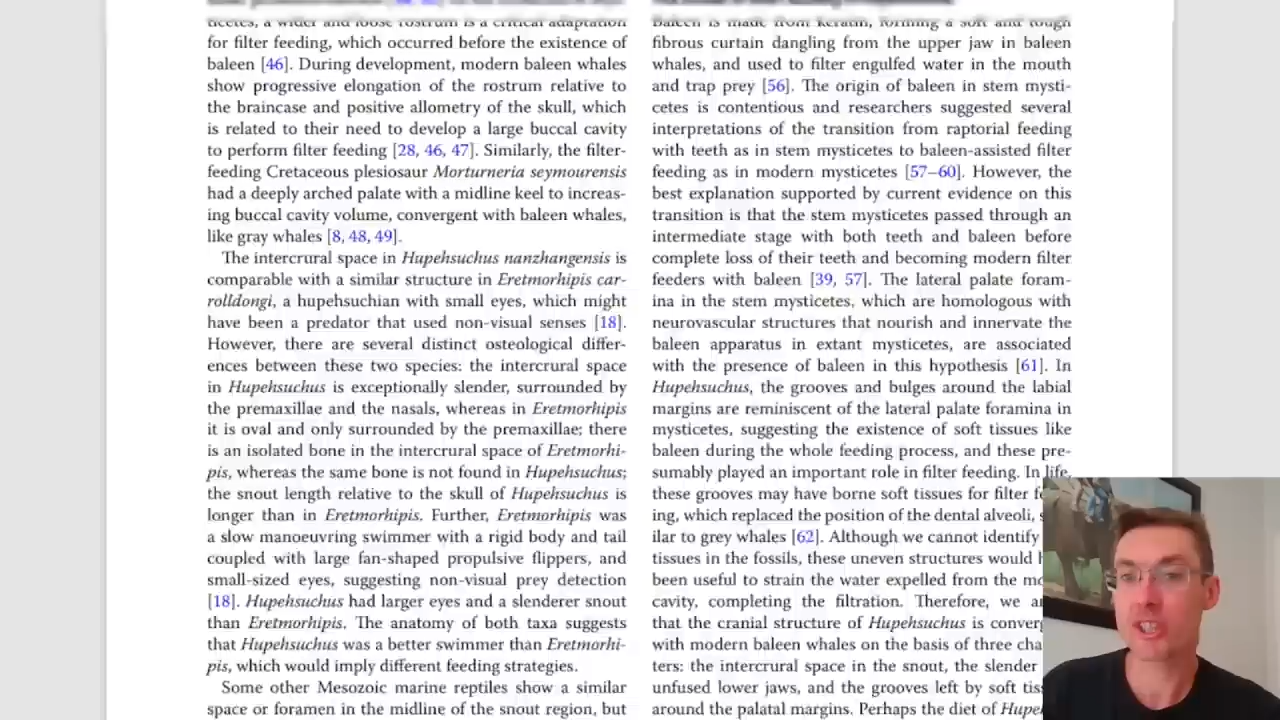 ticetes, a wider and loose rostrum is a critical adaptation
for filter feeding, which occurred before the existence of
baleen [46]. During development, modern baleen whales
show progressive elongation of the rostrum relative to
the braincase and positive allometry of the skull, which
is related to their need to develop a large buccal cavity
to perform filter feeding [28, 46, 47]. Similarly, the filter-
feeding Cretaceous plesiosaur Morturneria seymourensis
had a deeply arched palate with a midline keel to increas-
ing buccal cavity volume, convergent with baleen whales,
like gray whales [8, 48, 49].
The intercrural space in Hupehsuchus nanzhangensis is
comparable with a similar structure in Eretmorhipis car-
rolldongi, a hupehsuchian with small eyes, which might
have been a predator that used non-visual senses [18].
However, there are several distinct osteological differ-
ences between these two species: the intercrural space
in Hupehsuchus is exceptionally slender, surrounded by
the premaxillae and the nasals, whereas in Eretmorhipis
it is oval and only surrounded by the premaxillae; there
is an isolated bone in the intercrural space of Eretmorhi-
pis, whereas the same bone is not found in Hupehsuchus;
the snout length relative to the skull of Hupehsuchus is
longer than in Eretmorhipis. Further, Eretmorhipis was
a slow manoeuvring swimmer with a rigid body and tail
coupled with large fan-shaped propulsive flippers, and
small-sized eyes, suggesting non-visual prey detection
[18]. Hupehsuchus had larger eyes and a slenderer snout
than Eretmorhipis. The anatomy of both taxa suggests
that Hupehsuchus was a better swimmer than Eretmorhi-
pis, which would imply different feeding strategies.
Some other Mesozoic marine reptiles show a similar
space or foramen in the midline of the snout region, but
Baleen is made from keratin, forming a soft and tough
fibrous curtain dangling from the upper jaw in baleen
whales, and used to filter engulfed water in the mouth
and trap prey [56]. The origin of baleen in stem mysti-
cetes is contentious and researchers suggested several
interpretations of the transition from raptorial feeding
with teeth as in stem mysticetes to baleen-assisted filter
feeding as in modern mysticetes [57–60]. However, the
best explanation supported by current evidence on this
transition is that the stem mysticetes passed through an
intermediate stage with both teeth and baleen before
complete loss of their teeth and becoming modern filter
feeders with baleen [39, 57]. The lateral palate foram-
ina in the stem mysticetes, which are homologous with
neurovascular structures that nourish and innervate the
baleen apparatus in extant mysticetes, are associated
with the presence of baleen in this hypothesis [61]. In
Hupehsuchus, the grooves and bulges around the labial
margins are reminiscent of the lateral palate foramina in
mysticetes, suggesting the existence of soft tissues like
baleen during the whole feeding process, and these pre-
sumably played an important role in filter feeding. In life,
these grooves may have borne soft tissues for filter
ing, which replaced the position of the dental alveoli,
ilar to grey whales [62]. Although we cannot identify
tissues in the fossils, these uneven structures would
been useful to strain the water expelled from the
cavity, completing the filtration. Therefore, we
that the cranial structure of Hupehsuchus is
with modern baleen whales on the basis of three
ters: the intercrural space in the snout, the slender
unfused lower jaws, and the grooves left by soft
around the palatal margins. Perhaps the diet of